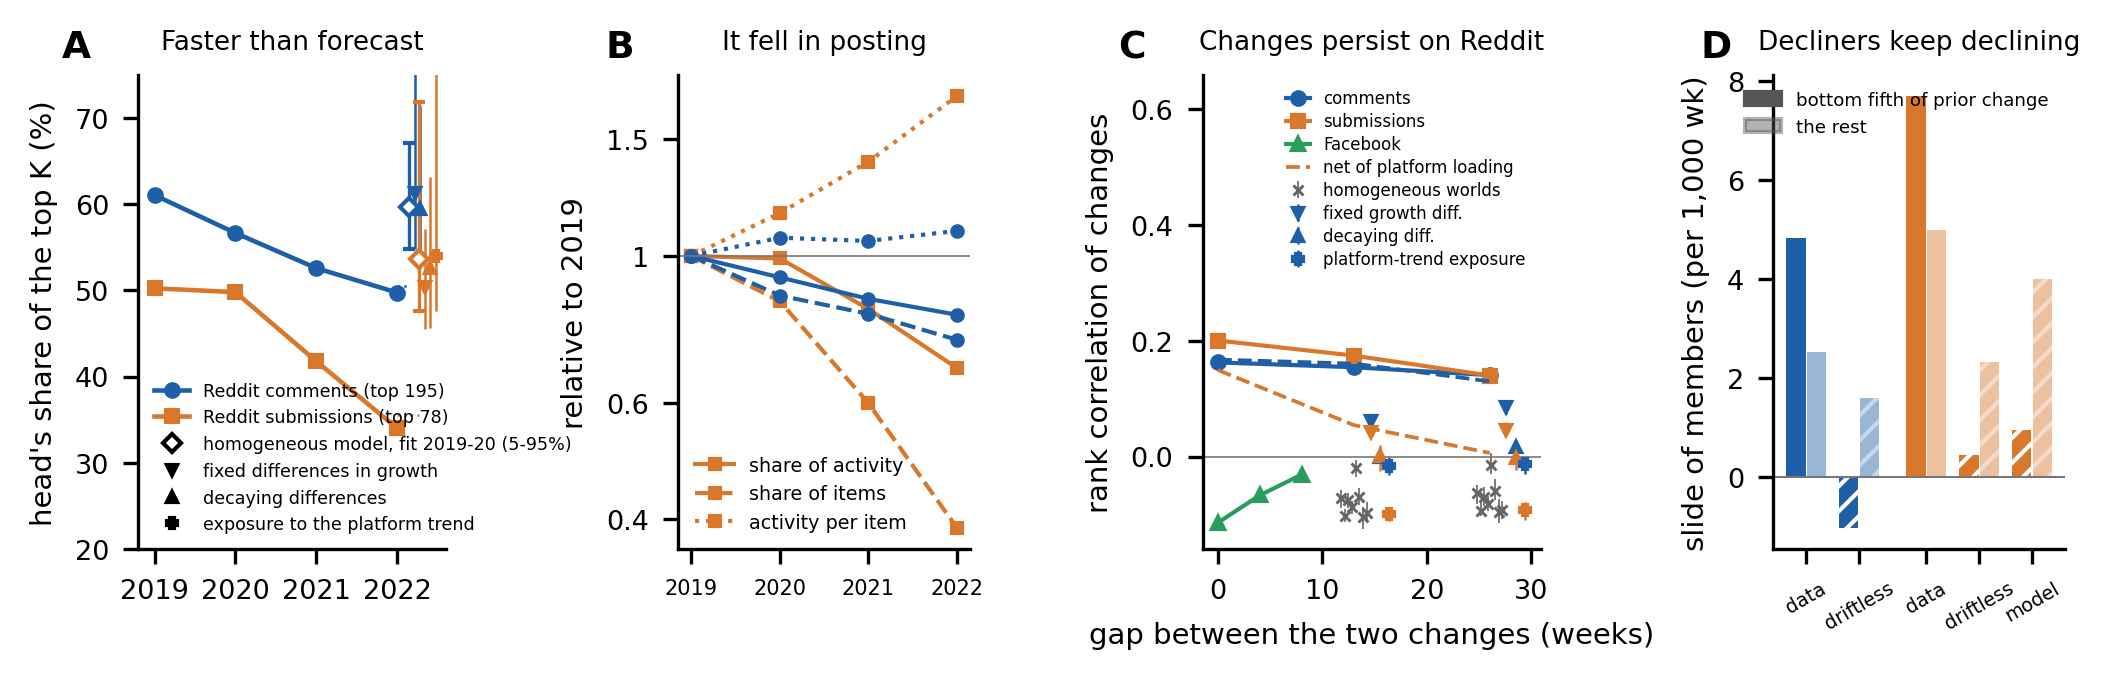 A
Faster than forecast
head's share of the top K (%)
70
60
50
40
30
20
2019 2020 2021 2022
Reddit comments (top 195)
Reddit submissions (top 78)
homogeneous model, fit 2019-20 (5-95%)
fixed differences in growth
decaying differences
exposure to the platform trend
B
It fell in posting
relative to 2019
1.5
1
0.6
0.4
2019 2020 2021 2022
share of activity
share of items
activity per item
C
Changes persist on Reddit
rank correlation of changes
0.6
0.4
0.2
0.0
0 10 20 30
gap between the two changes (weeks)
comments
submissions
Facebook
net of platform loading
homogeneous worlds
fixed growth diff.
decaying diff.
platform-trend exposure
D
Decliners keep declining
slide of members (per 1,000 wk)
8
6
4
2
0
bottom fifth of prior change
the rest
data
driftless
data
driftless
model